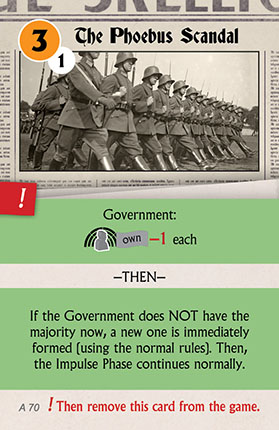 The Phoebus Scandal
3
1
!
Government:
own –1 each
–THEN–
If the Government does NOT have the
majority now, a new one is immediately
formed (using the normal rules). Then,
the Impulse Phase continues normally.
A 70 ! Then remove this card from the game.